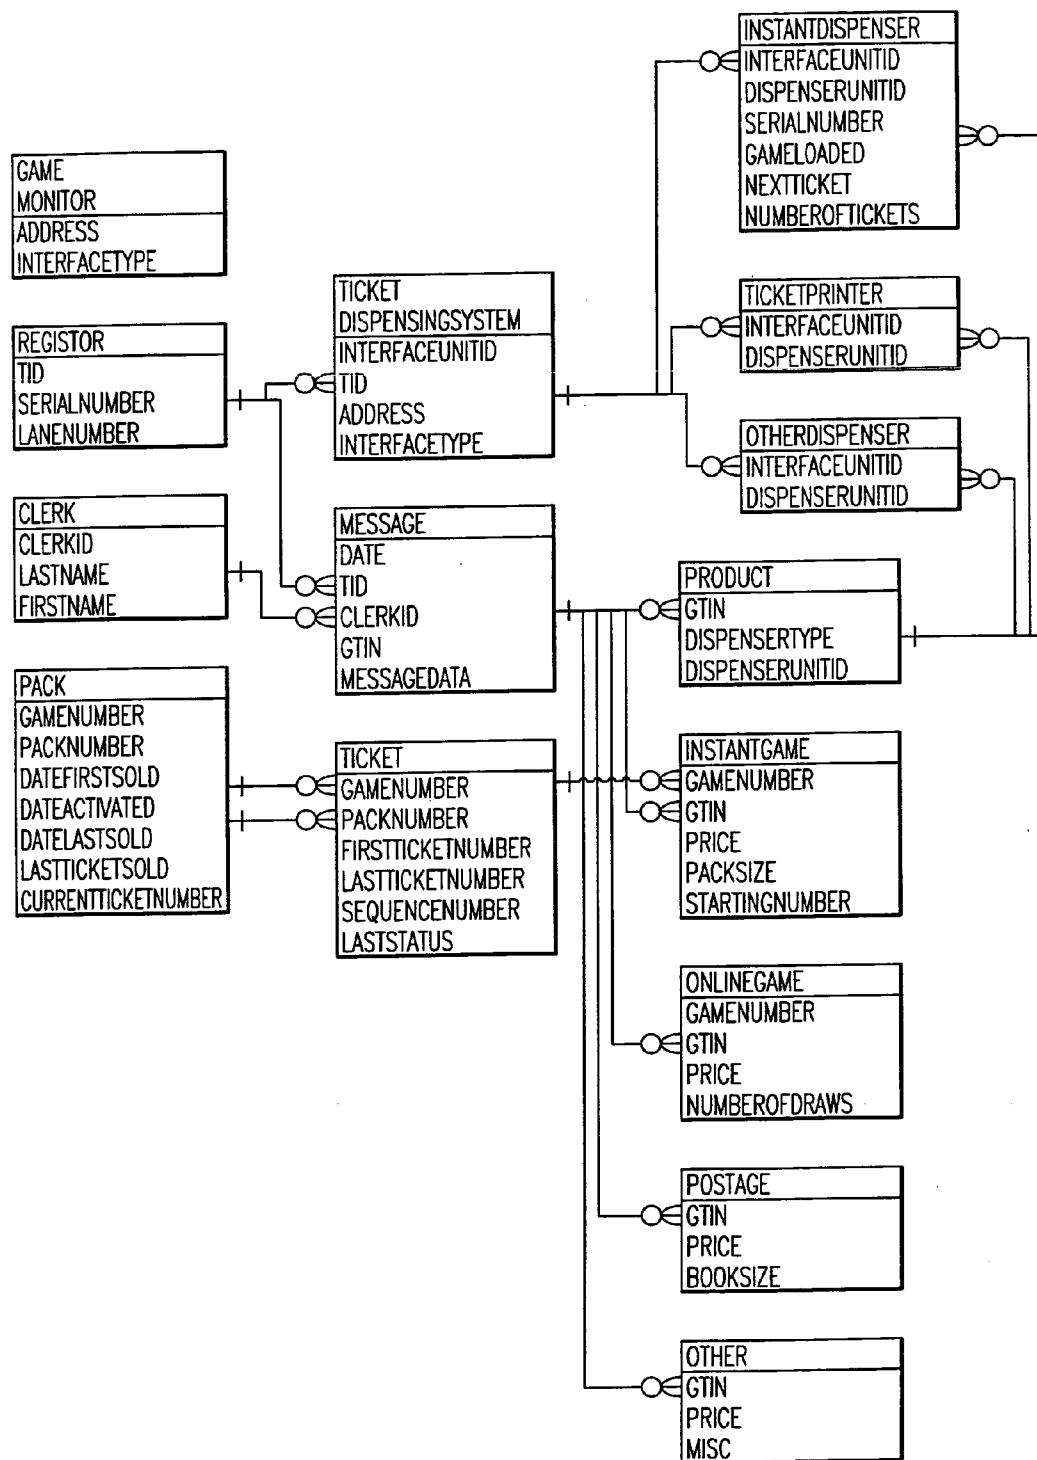 GAME
MONITOR
ADDRESS
INTERFACETYPE
REGISTOR
TID
SERIALNUMBER
LANENUMBER
CLERK
CLERKID
LASTNAME
FIRSTNAME
PACK
GAMENUMBER
PACKNUMBER
DATEFIRSTSOLD
DATEACTIVATED
DATELASTSOLD
LASTTICKETSOLD
CURRENTTICKETNUMBER
TICKET
DISPENSINGSYSTEM
INTERFACEUNITID
TID
ADDRESS
INTERFACETYPE
MESSAGE
DATE
TID
CLERKID
GTIN
MESSAGEDATA
TICKET
GAMENUMBER
PACKNUMBER
FIRSTTICKETNUMBER
LASTTICKETNUMBER
SEQUENCENUMBER
LASTSTATUS
INSTANTDISPENSER
INTERFACEUNITID
DISPENSERUNITID
SERIALNUMBER
GAMELOADED
NEXTTICKET
NUMBEROFTICKETS
TICKETPRINTER
INTERFACEUNITID
DISPENSERUNITID
OTHERDISPENSER
INTERFACEUNITID
DISPENSERUNITID
PRODUCT
GTIN
DISPENSERTYPE
DISPENSERUNITID
INSTANTGAME
GAMENUMBER
GTIN
PRICE
PACKSIZE
STARTINGNUMBER
ONLINEGAME
GAMENUMBER
GTIN
PRICE
NUMBEROFDRAWS
POSTAGE
GTIN
PRICE
BOOKSIZE
OTHER
GTIN
PRICE
MISC